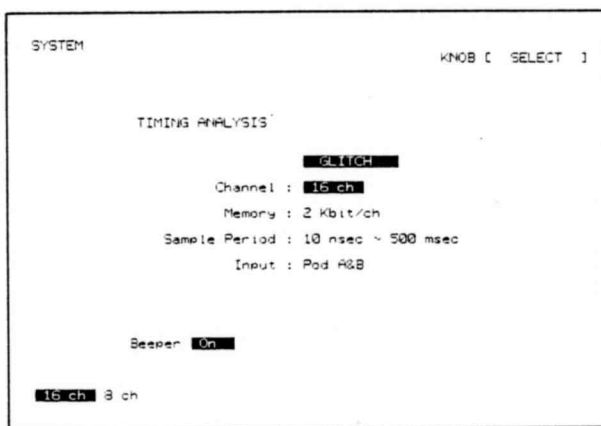 SYSTEM
KNOB [ SELECT ]
TIMING ANALYSIS
GLITCH
Channel : 16 ch
Memory : 2 Kbit/ch
Sample Period : 10 nsec ~ 500 msec
Input : Pod A&B
Beeper On
16 ch 8 ch